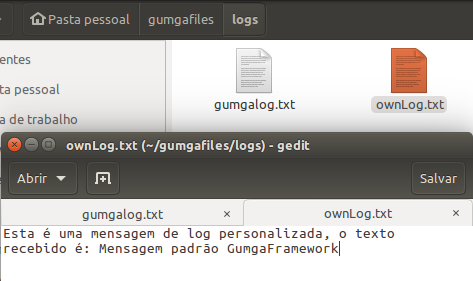 Pasta pessoal gumgafiles logs
entes
ta pessoal
a de trabalho
gumgalog.txt ownLog.txt
ownLog.txt (~/gumgafiles/logs) - gedit
Abrir Salvar
gumgalog.txt × ownLog.txt ×
Esta é uma mensagem de log personalizada, o texto
recebido é: Mensagem padrão GumgaFramework